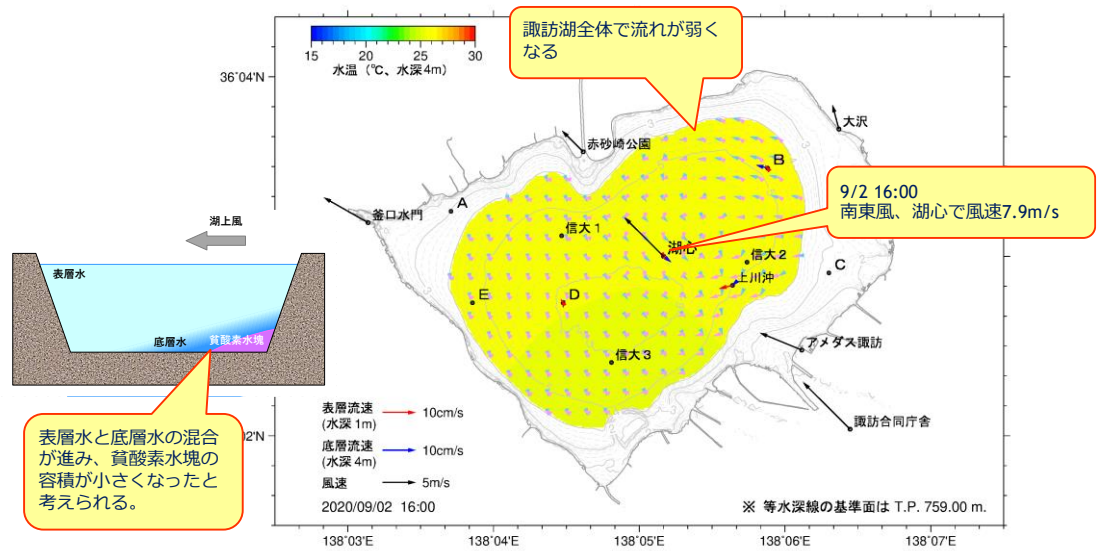 15
20
25
30
水温（℃、水深4m）
諏訪湖全体で流れが弱く
なる
36°04'N
大沢
赤砂崎公園
B
9/2 16:00
南東風、湖心で風速7.9m/s
A
釜口水門
湖上風
信大１
湖心
信大２
C
上川沖
表層水
E
D
底層水
貧酸素水塊
アメダス諏訪
信大３
表層流速
(水深 1m)
10cm/s
諏訪合同庁舎
表層水と底層水の混合
が進み、貧酸素水塊の
容積が小さくなったと
考えられる。
02'N
底層流速
(水深 4m)
10cm/s
風速
5m/s
2020/09/02 16:00
※ 等水深線の基準面は T.P. 759.00 m.
138°03'E
138°04'E
138°05'E
138°06'E
138°07'E